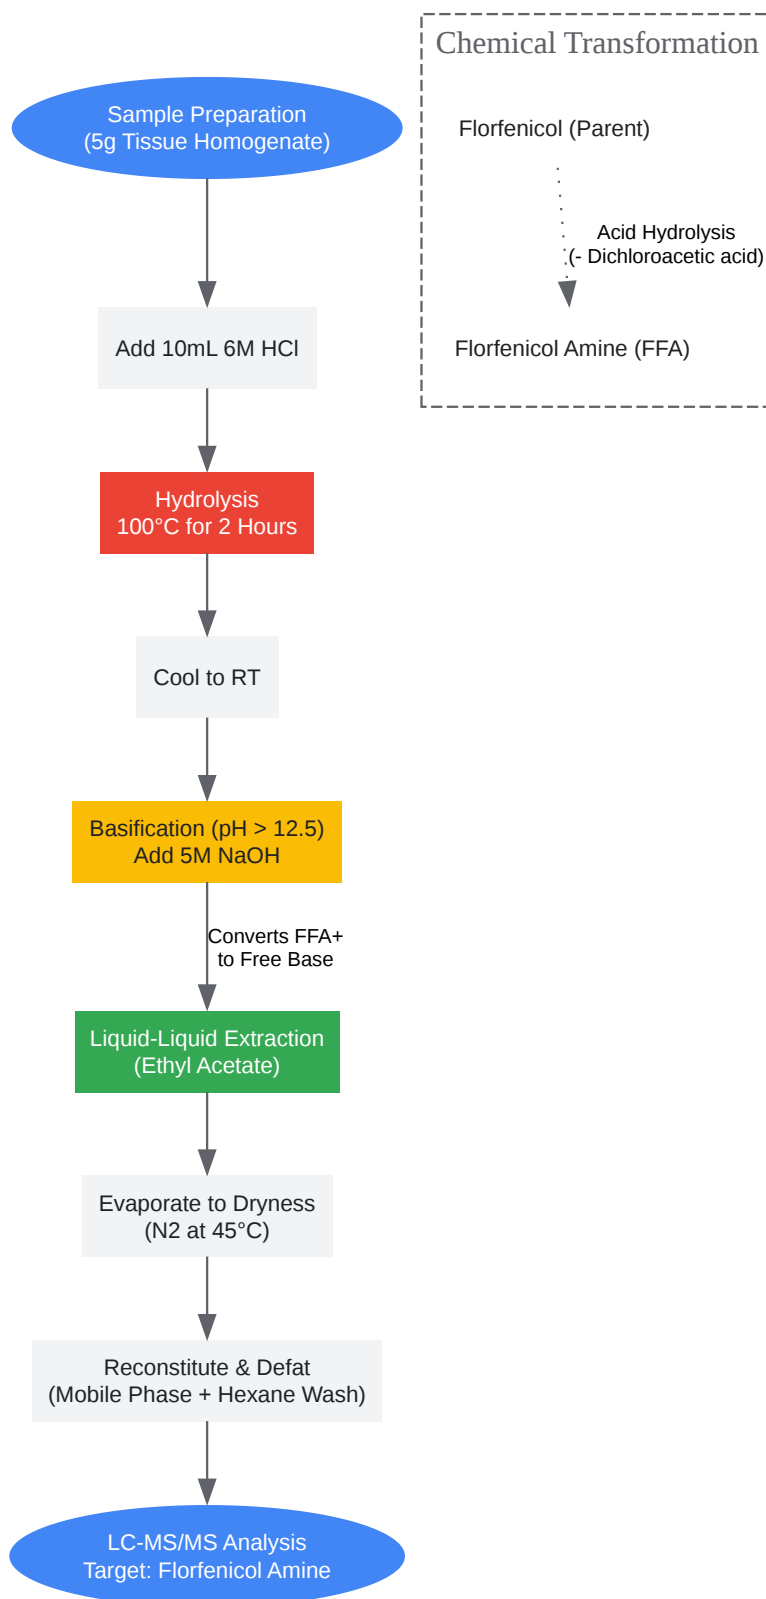 Sample Preparation
(5g Tissue Homogenate)
Add 10mL 6M HCl
Hydrolysis
100°C for 2 Hours
Cool to RT
Basification (pH > 12.5)
Add 5M NaOH
Converts FFA+
to Free Base
Liquid-Liquid Extraction
(Ethyl Acetate)
Evaporate to Dryness
(N2 at 45°C)
Reconstitute & Defat
(Mobile Phase + Hexane Wash)
LC-MS/MS Analysis
Target: Florfenicol Amine
Chemical Transformation
Florfenicol (Parent)
Acid Hydrolysis
(- Dichloroacetic acid)
Florfenicol Amine (FFA)